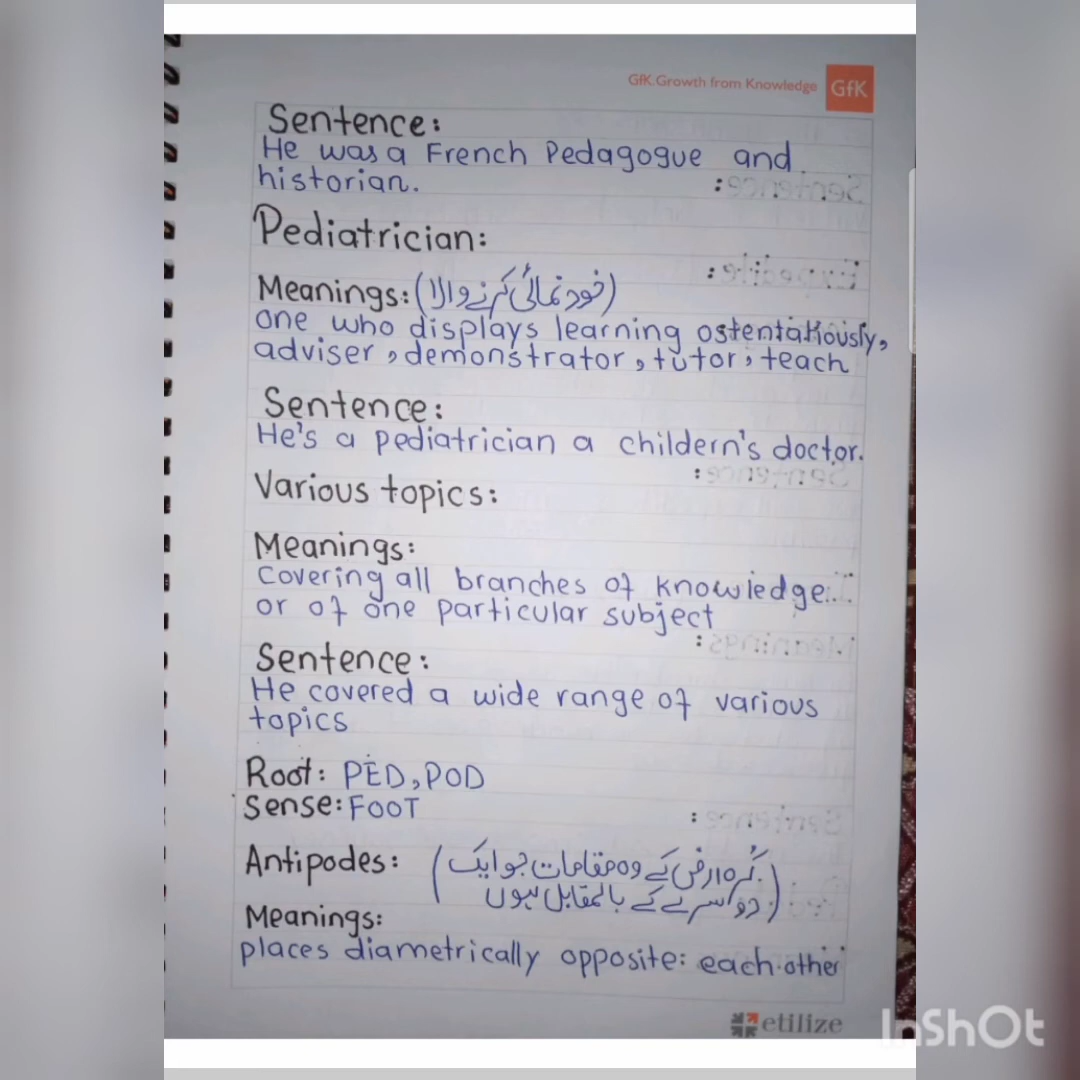 GfK. Growth from Knowledge GfK
Sentence:
He was a French Pedagogue and
historian.
Pediatrician:
Meanings: (خود نمائی کرنے والا)
one who displays learning ostentatiously,
adviser, demonstrator, tutor, teach
Sentence:
He's a pediatrician a childern's doctor.
Various topics:
Meanings:
Covering all branches of knowledge
or of one particular subject
Sentence:
He covered a wide range of various
topics
Root: PED, POD
Sense: FOOT
Antipodes: (کُرہ ارض کے وہ مقامات جو ایک
دوسرے کے بالمقابل ہوں)
Meanings:
places diametrically opposite: each other
etilize
InShOt